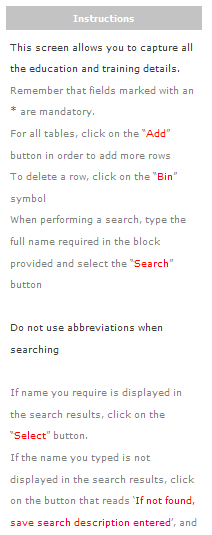 Instructions
This screen allows you to capture all
the education and training details.
Remember that fields marked with an
* are mandatory.
For all tables, click on the “Add”
button in order to add more rows
To delete a row, click on the “Bin”
symbol
When performing a search, type the
full name required in the block
provided and select the “Search”
button
Do not use abbreviations when
searching
If name you require is displayed in
the search results, click on the
“Select” button.
If the name you typed is not
displayed in the search results, click
on the button that reads ‘If not found,
save search description entered’, and